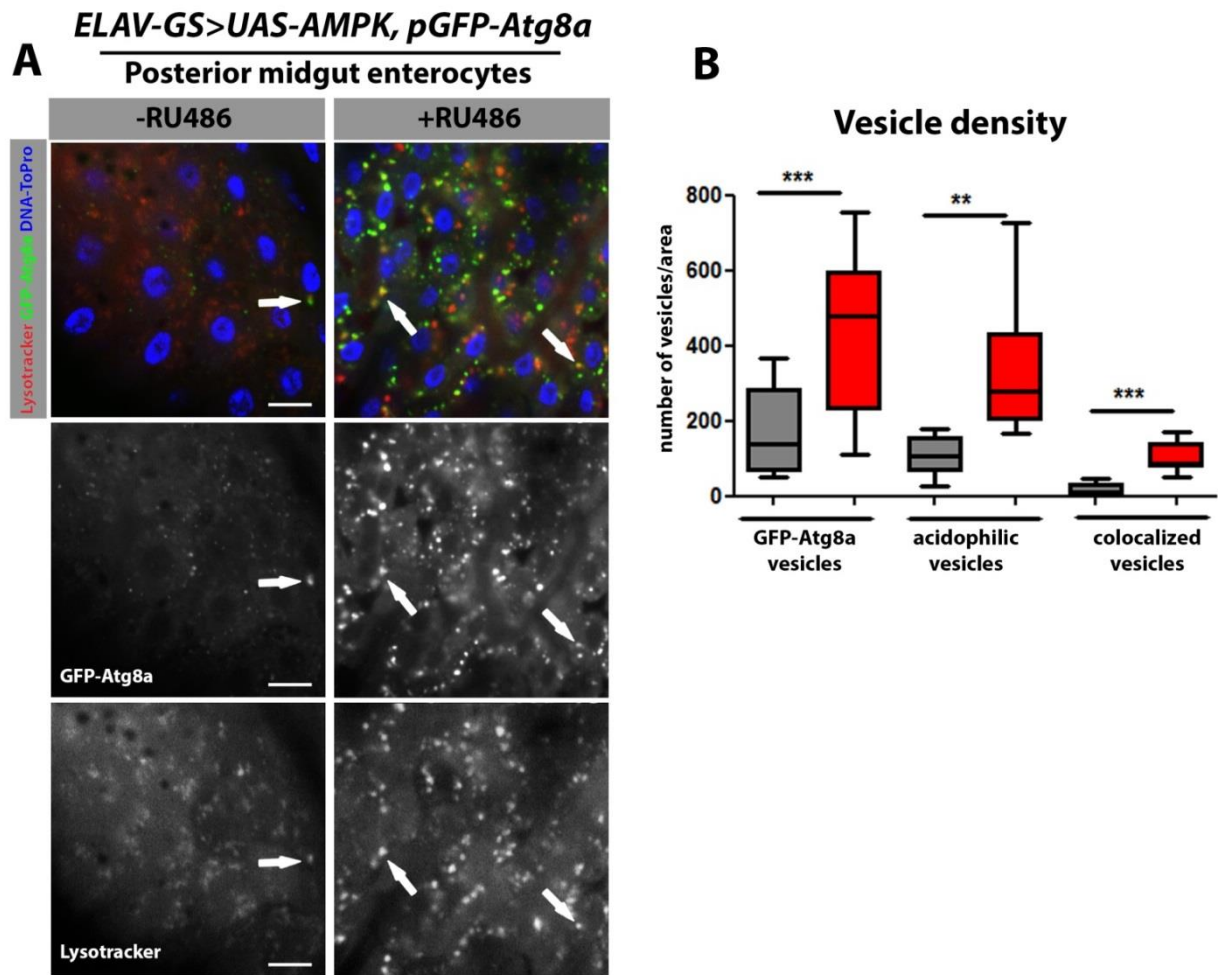 ELAV-GS>UAS-AMPK, pGFP-Atg8a
A
Posterior midgut enterocytes
-RU486
+RU486
Lysotracker GFP-Atg8a DNA-ToPro
GFP-Atg8a
Lysotracker
B
Vesicle density
number of vesicles/area
800
600
400
200
0
***
**
***
GFP-Atg8a
vesicles
acidophilic
vesicles
colocalized
vesicles